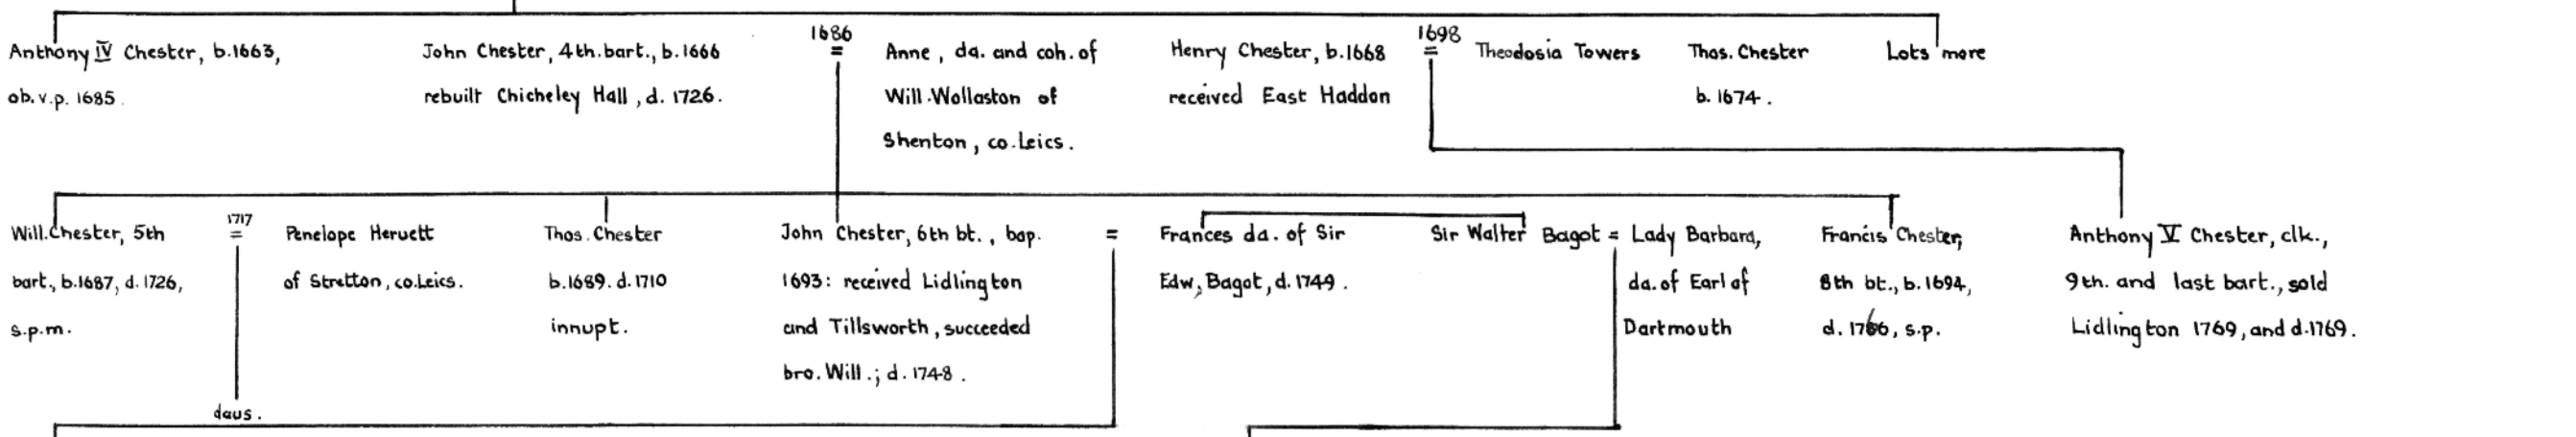 Anthony IV Chester, b.1663,
ob.v.p. 1685.
John Chester, 4th.bart., b.1666
rebuilt Chicheley Hall, d. 1726.
1686
=
Anne, da. and coh. of
Will. Wollaston of
Shenton, co.Leics.
Henry Chester, b.1668
received East Haddon
1698
=
Theodosia Towers
Thos. Chester
b. 1674.
Lots more
Will. Chester, 5th
bart., b.1687, d. 1726,
s.p.m.
1717
=
daus.
Penelope Heruett
of Stretton, co.Leics.
Thos. Chester
b.1689. d.1710
innupt.
John Chester, 6th bt., bap.
1693: received Lidlington
and Tillsworth, succeeded
bro. Will.; d. 1748.
=
Frances da. of Sir
Edw, Bagot, d. 1749.
Sir Walter Bagot = Lady Barbara,
da. of Earl of
Dartmouth
Francis Chester,
8th bt., b. 1694,
d. 1766, s.p.
Anthony V Chester, clk.,
9th. and last bart., sold
Lidlington 1769, and d.1769.